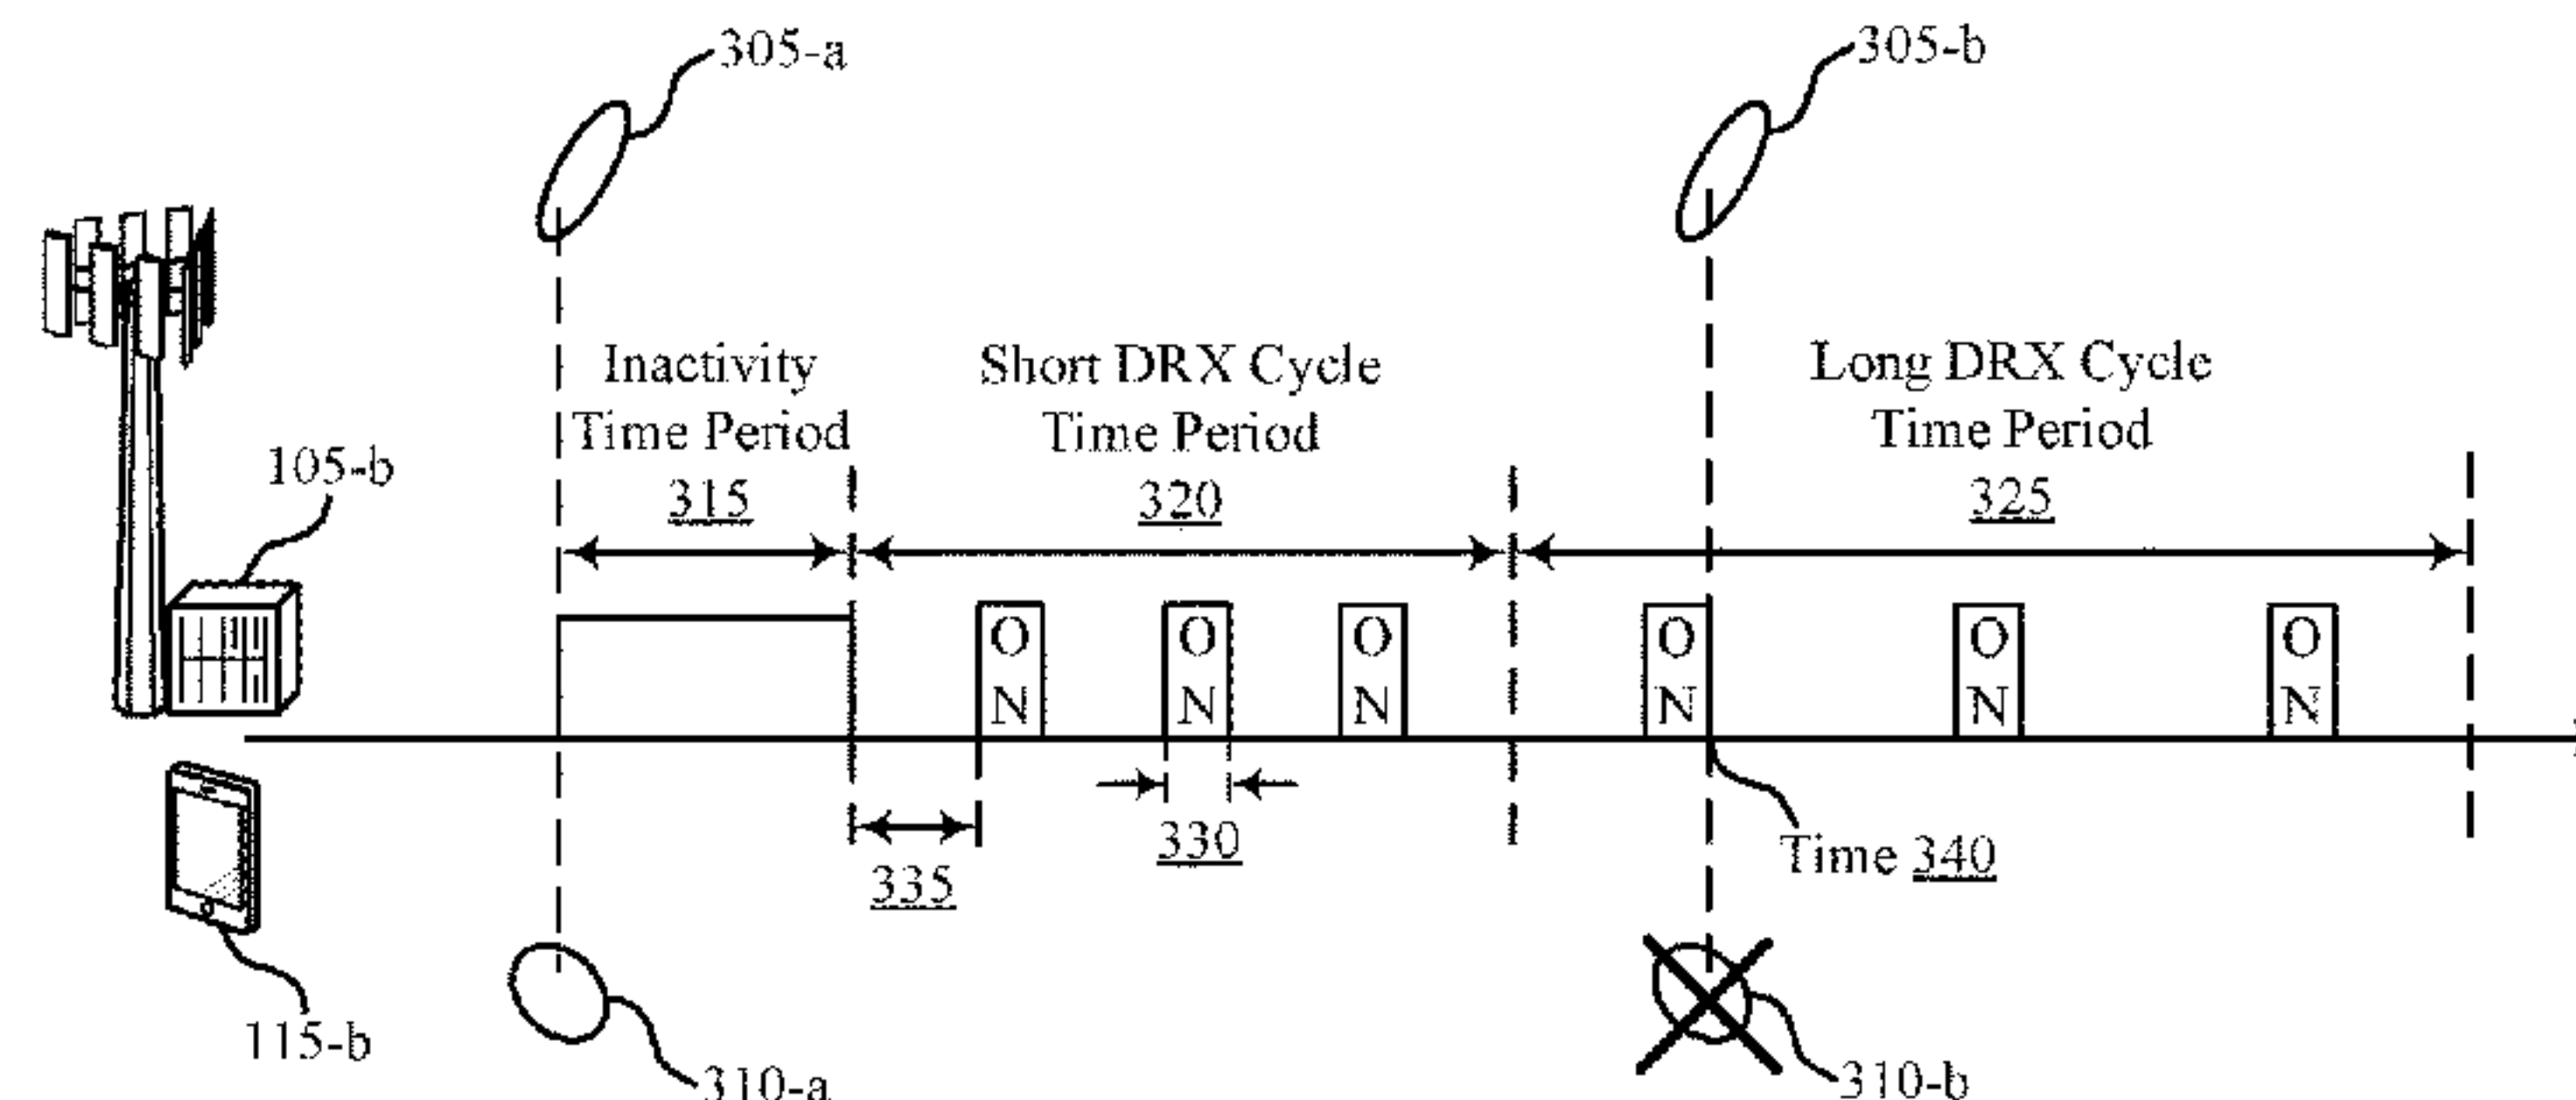 305-a
305-b
Inactivity
Time Period
315
Short DRX Cycle
Time Period
320
Long DRX Cycle
Time Period
325
105-b
O
N
O
N
O
N
O
N
O
N
O
N
335
330
Time 340
115-b
310-a
310-b